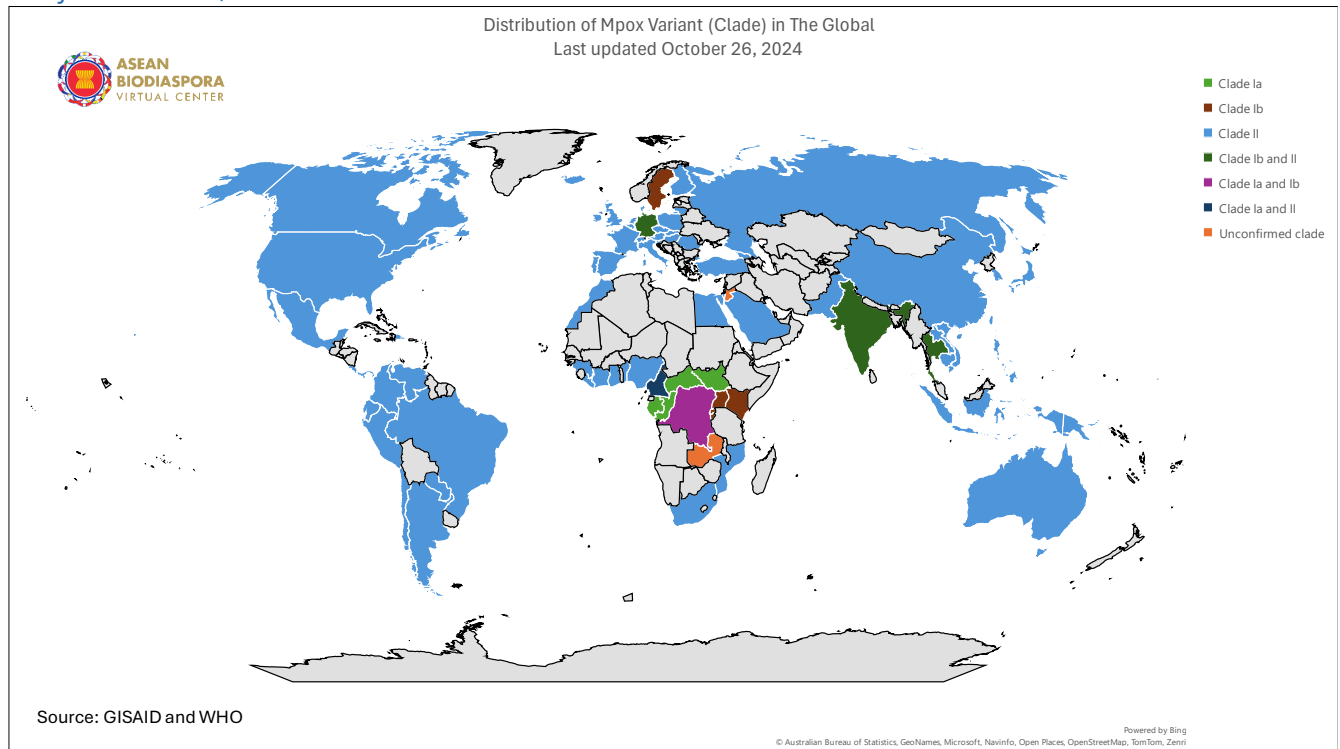 Distribution of Mpox Variant (Clade) in The Global
Last updated October 26, 2024
ASEAN
BIODIASPORA
VIRTUAL CENTER
Clade Ia
Clade Ib
Clade II
Clade Ib and II
Clade Ia and Ib
Clade Ia and II
Unconfirmed clade
Source: GISAID and WHO
Powered by Bing
© Australian Bureau of Statistics, GeoNames, Microsoft, Navinfo, Open Places, OpenStreetMap, TomTom, Zenri